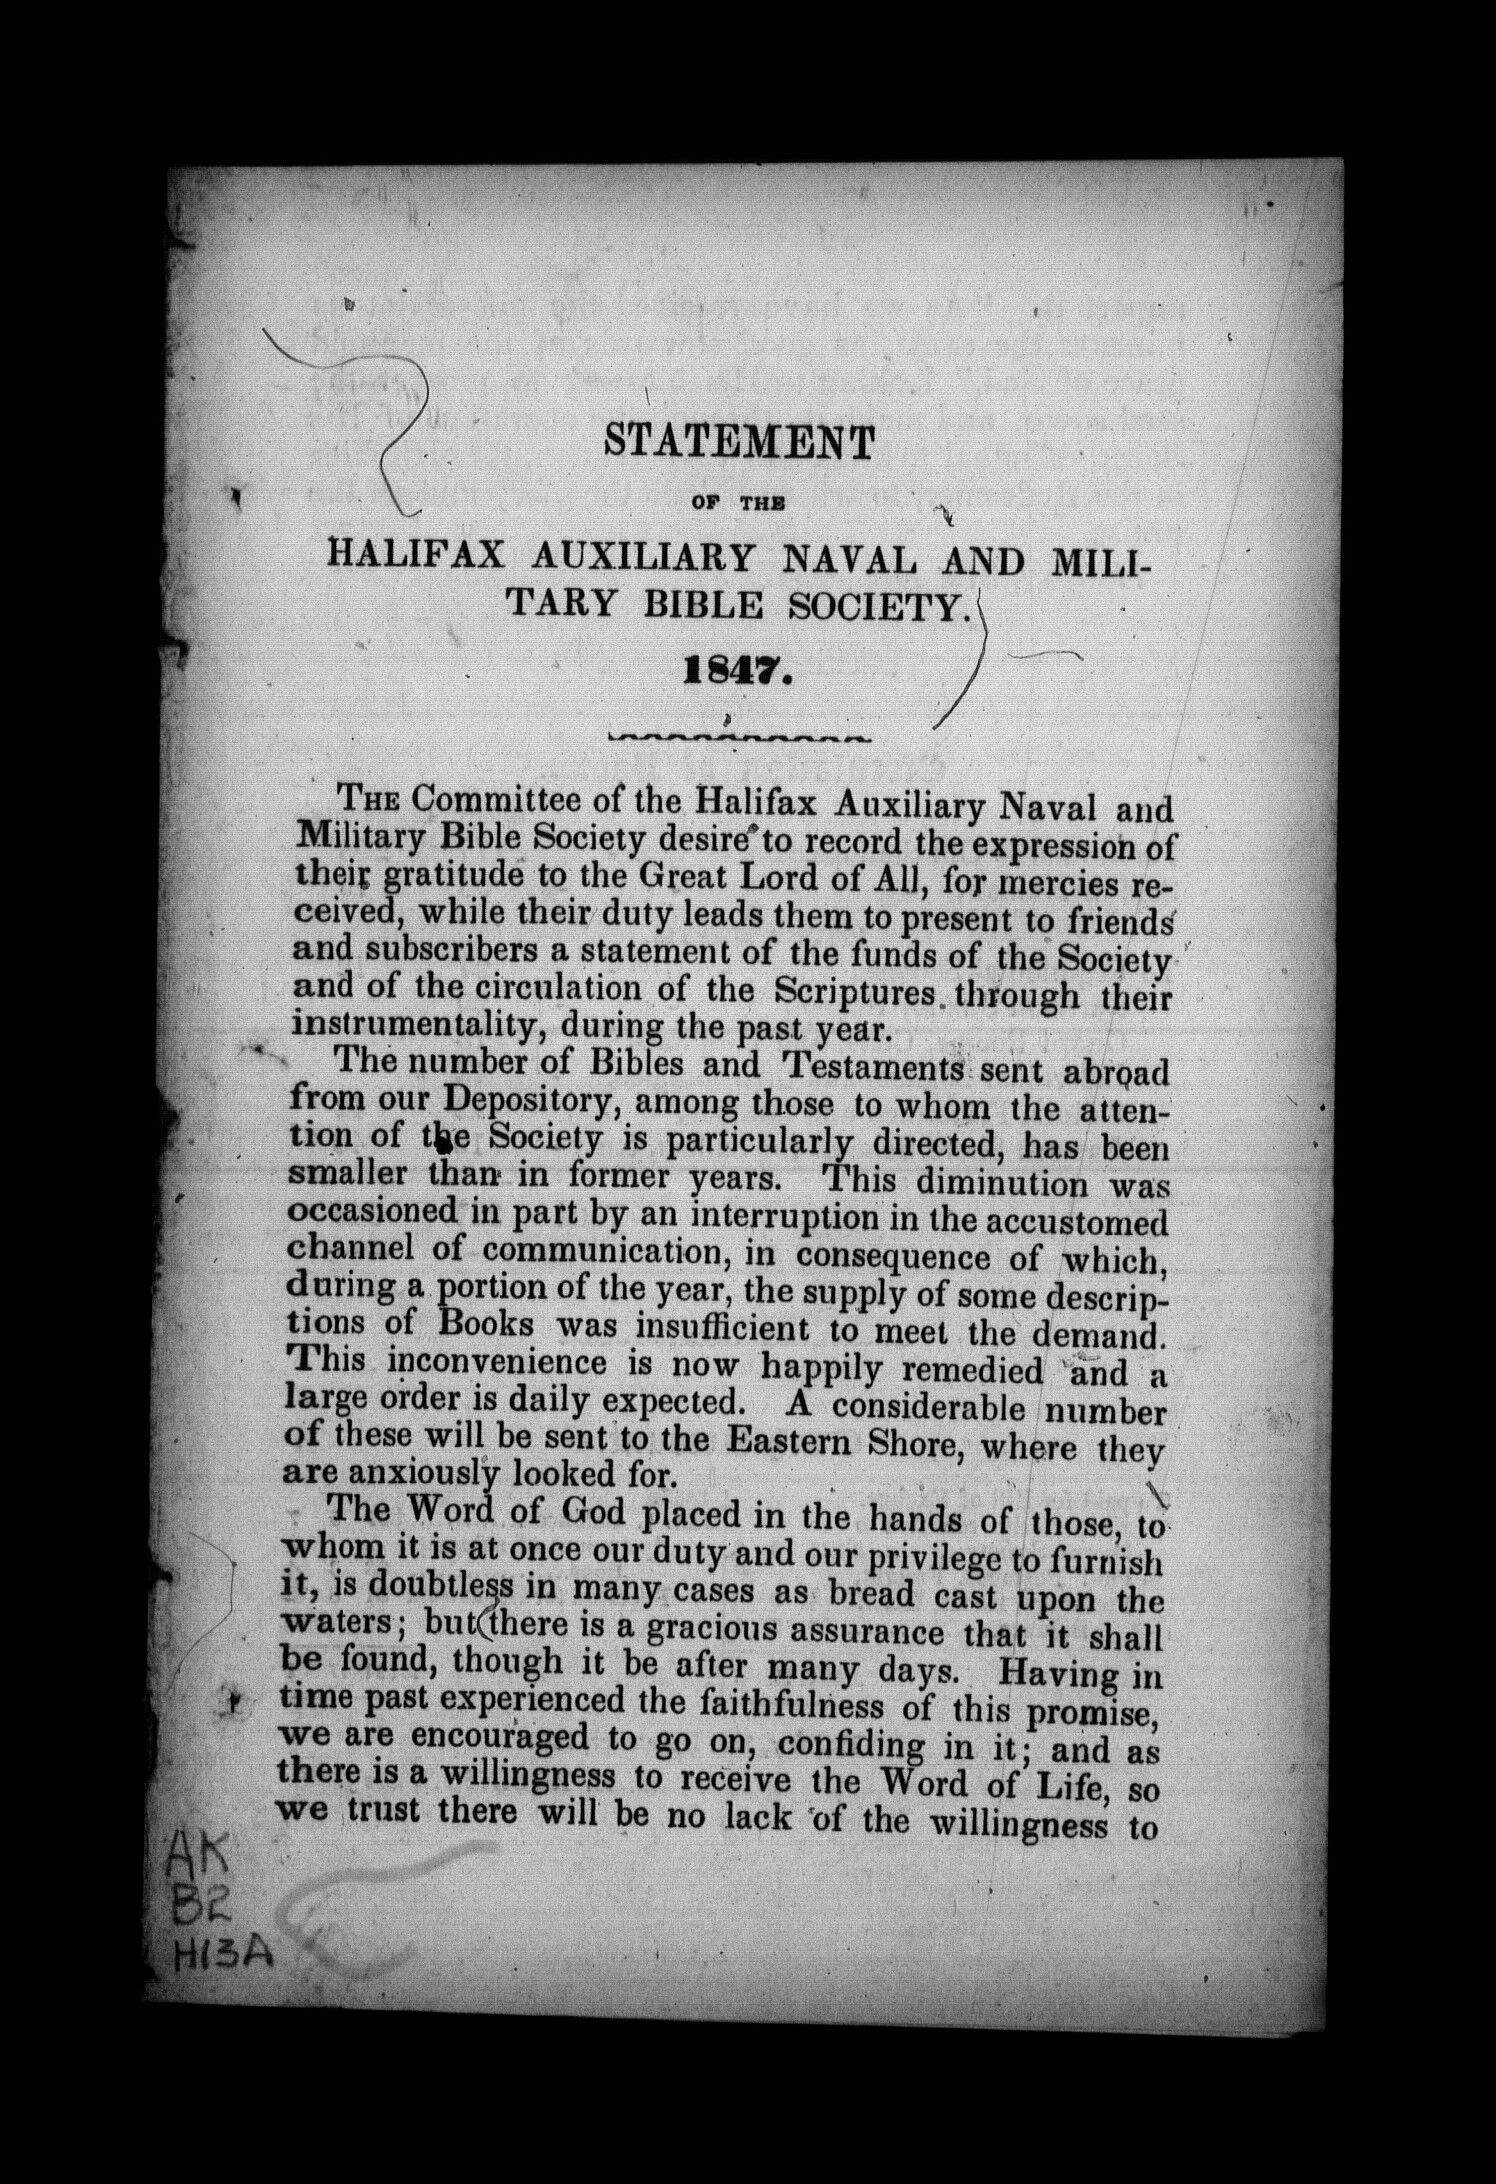 STATEMENT
OF THE
HALIFAX AUXILIARY NAVAL AND MILI-
TARY BIBLE SOCIETY.
1847.
THE Committee of the Halifax Auxiliary Naval and
Military Bible Society desire to record the expression of
their gratitude to the Great Lord of All, for mercies re-
ceived, while their duty leads them to present to friends
and subscribers a statement of the funds of the Society
and of the circulation of the Scriptures through their
instrumentality, during the past year.
The number of Bibles and Testaments sent abroad
from our Depository, among those to whom the atten-
tion of the Society is particularly directed, has been
smaller than in former years. This diminution was
occasioned in part by an interruption in the accustomed
channel of communication, in consequence of which,
during a portion of the year, the supply of some descrip-
tions of Books was insufficient to meet the demand.
This inconvenience is now happily remedied and a
large order is daily expected. A considerable number
of these will be sent to the Eastern Shore, where they
are anxiously looked for.
The Word of God placed in the hands of those, to
whom it is at once our duty and our privilege to furnish
it, is doubtless in many cases as bread cast upon the
waters; but there is a gracious assurance that it shall
be found, though it be after many days. Having in
time past experienced the faithfulness of this promise,
we are encouraged to go on, confiding in it; and as
there is a willingness to receive the Word of Life, so
we trust there will be no lack of the willingness to
AK
B2
H13A